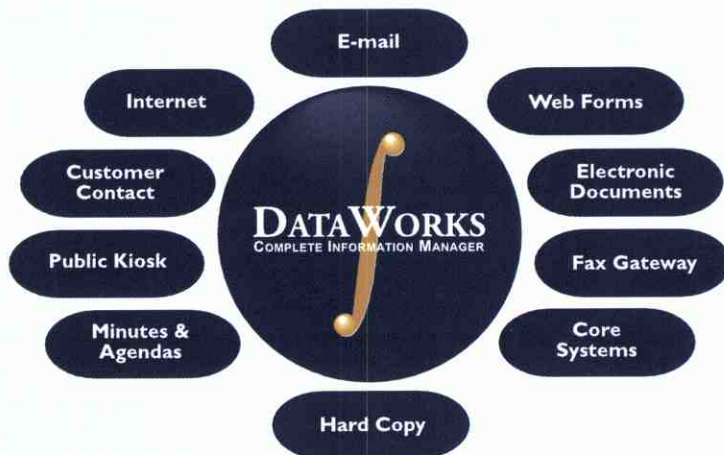 E-mail
Internet
Web Forms
Customer
Contact
Electronic
Documents
DATAWORKS
COMPLETE INFORMATION MANAGER
Public Kiosk
Fax Gateway
Minutes &
Agendas
Core
Systems
Hard Copy